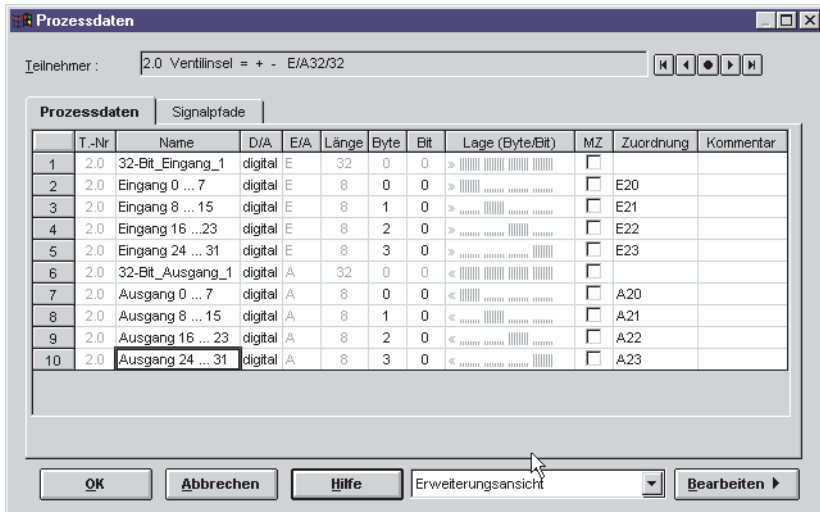 Prozessdaten
Teilnehmer : 2.0 Ventilinsel = + - E/A32/32
Prozessdaten Signalpfade
T.-Nr Name D/A E/A Länge Byte Bit Lage (Byte/Bit) MZ Zuordnung Kommentar
1 2.0 32-Bit_Eingang_1 digital E 32 0 0 »
2 2.0 Eingang 0 ... 7 digital E 8 0 0 » E20
3 2.0 Eingang 8 ... 15 digital E 8 1 0 » E21
4 2.0 Eingang 16 ...23 digital E 8 2 0 » E22
5 2.0 Eingang 24 ... 31 digital E 8 3 0 » E23
6 2.0 32-Bit_Ausgang_1 digital A 32 0 0 «
7 2.0 Ausgang 0 ... 7 digital A 8 0 0 « A20
8 2.0 Ausgang 8 ... 15 digital A 8 1 0 « A21
9 2.0 Ausgang 16 ... 23 digital A 8 2 0 « A22
10 2.0 Ausgang 24 ... 31 digital A 8 3 0 « A23
OK Abbrechen Hilfe Erweiterungsansicht Bearbeiten